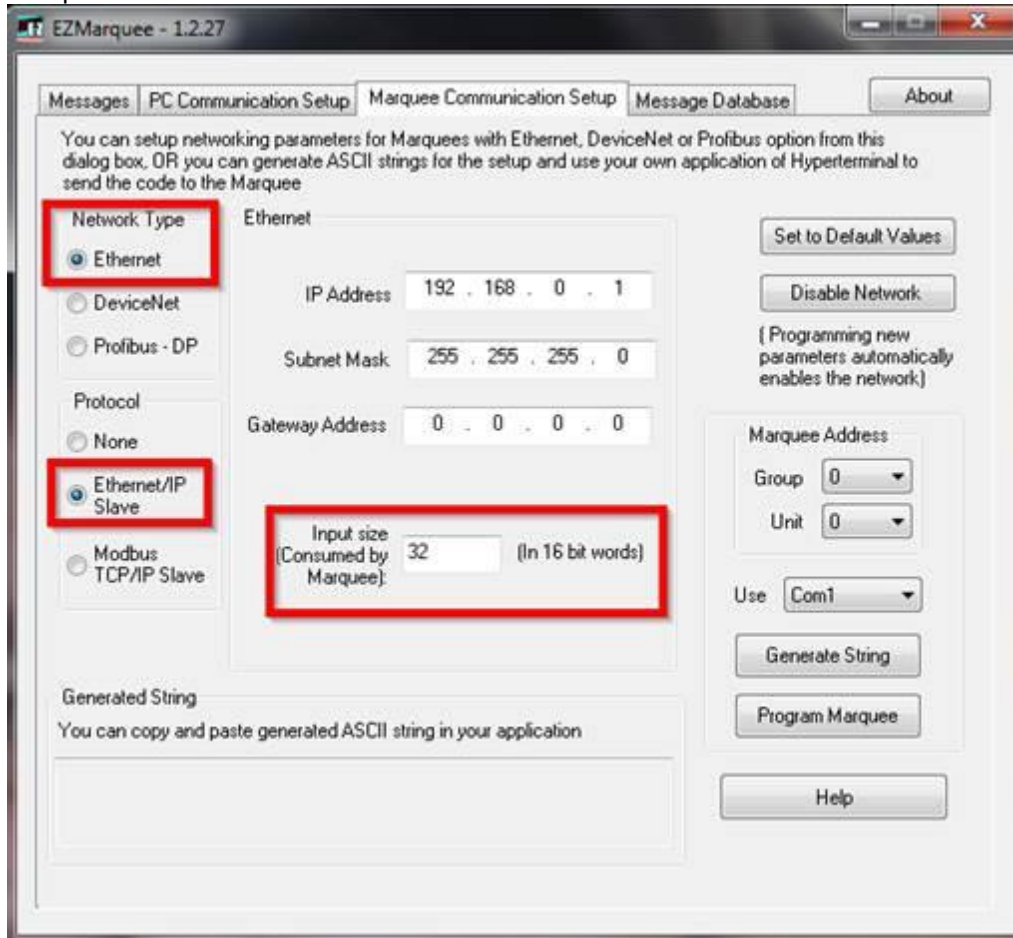 EZMarquee - 1.2.27
Messages
PC Communication Setup
Marquee Communication Setup
Message Database
About
You can setup networking parameters for Marquees with Ethernet, DeviceNet or Profibus option from this
dialog box, OR you can generate ASCII strings for the setup and use your own application of Hyperterminal to
send the code to the Marquee
Network Type
Ethernet
DeviceNet
Profibus - DP
Protocol
None
Ethernet/IP
Slave
Modbus
TCP/IP Slave
Ethernet
IP Address 192 . 168 . 0 . 1
Subnet Mask 255 . 255 . 255 . 0
Gateway Address 0 . 0 . 0 . 0
Input size
(Consumed by
Marquee):
32
(In 16 bit words)
Set to Default Values
Disable Network
( Programming new
parameters automatically
enables the network)
Marquee Address
Group 0
Unit 0
Use Com1
Generate String
Program Marquee
Generated String
You can copy and paste generated ASCII string in your application
Help